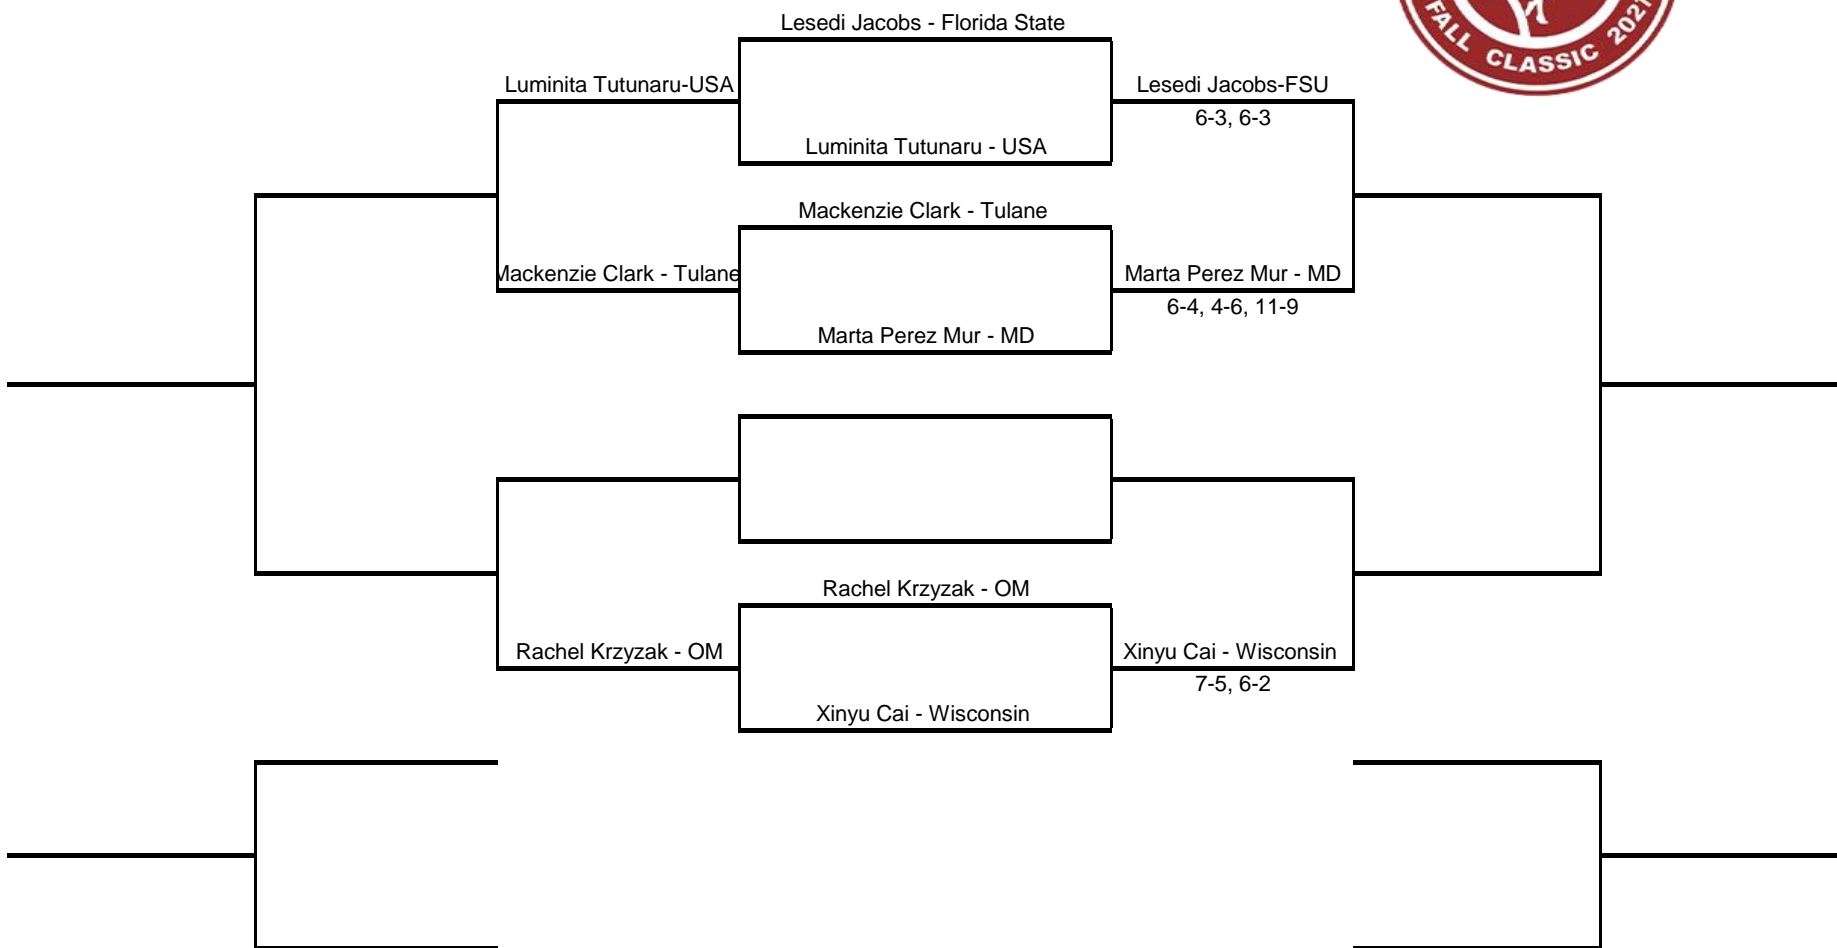 FALL CLASSIC 2021
Lesedi Jacobs - Florida State
Luminita Tutunaru-USA
Lesedi Jacobs-FSU
6-3, 6-3
Luminita Tutunaru - USA
Mackenzie Clark - Tulane
Mackenzie Clark - Tulane
Marta Perez Mur - MD
6-4, 4-6, 11-9
Marta Perez Mur - MD
Rachel Krzyzak - OM
Rachel Krzyzak - OM
Xinyu Cai - Wisconsin
7-5, 6-2
Xinyu Cai - Wisconsin